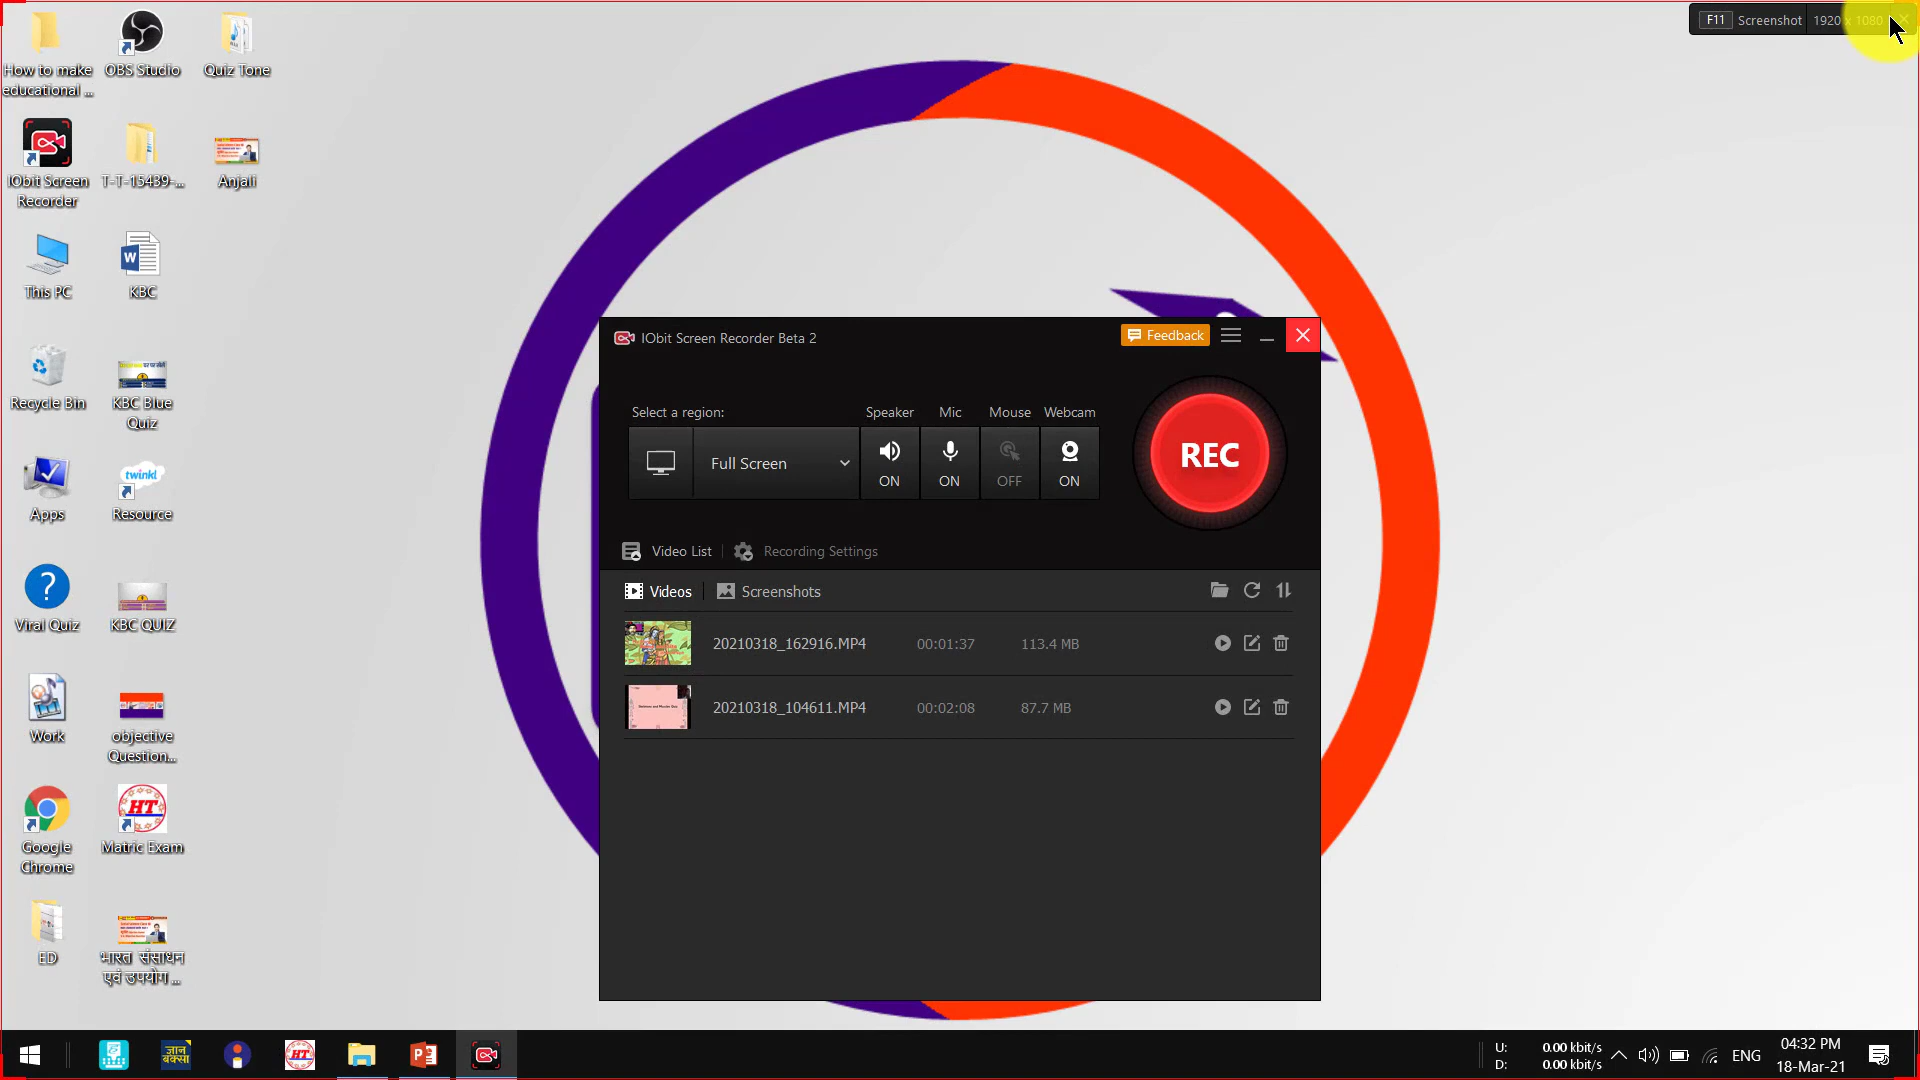 F11 Screenshot 1920 x 1080
How to make
educational ...
OBS Studio
Quiz Tone
IObit Screen
Recorder
T-T-15439-...
Anjali
This PC
KBC
Recycle Bin
KBC Blue
Quiz
Apps
twinkl
Resource
Viral Quiz
KBC QUIZ
Work
objective
Question...
Google
Chrome
HT
Matric Exam
ED
भारत संसाधन
एवं उपयोग ...
IObit Screen Recorder Beta 2
Feedback
Select a region:
Speaker Mic Mouse Webcam
Full Screen
ON ON OFF ON
REC
Video List Recording Settings
Videos Screenshots
20210318_162916.MP4 00:01:37 113.4 MB
20210318_104611.MP4 00:02:08 87.7 MB
ज्ञान
बक्सा
HT
U: 0.00 kbit/s
D: 0.00 kbit/s
ENG
04:32 PM
18-Mar-21